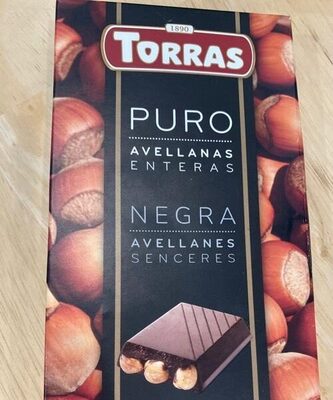 1890
TORRAS
PURO
AVELLANAS
ENTERAS
NEGRA
AVELLANES
SENCERES